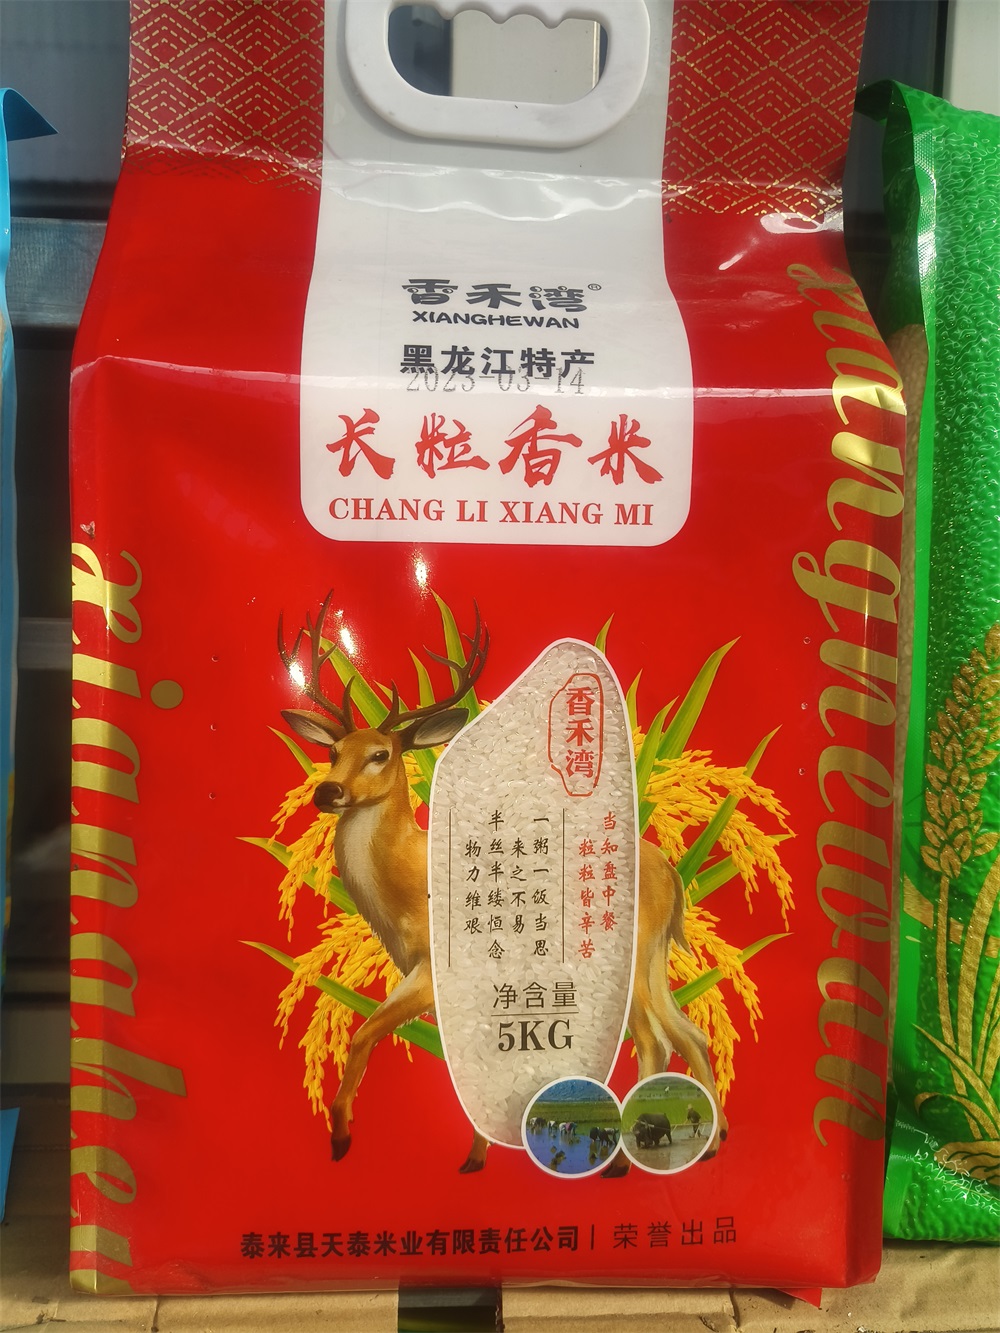 香禾湾®
XIANGHEWAN
黑龙江特产
2023-03-14
长粒香米
CHANG LI XIANG MI
xiangnewan
xianghe
香禾湾
当知盘中餐
粒粒皆辛苦
一粥一饭当思
来之不易
半丝半缕恒念
物力维艰
净含量
5KG
泰来县天泰米业有限责任公司 | 荣誉出品